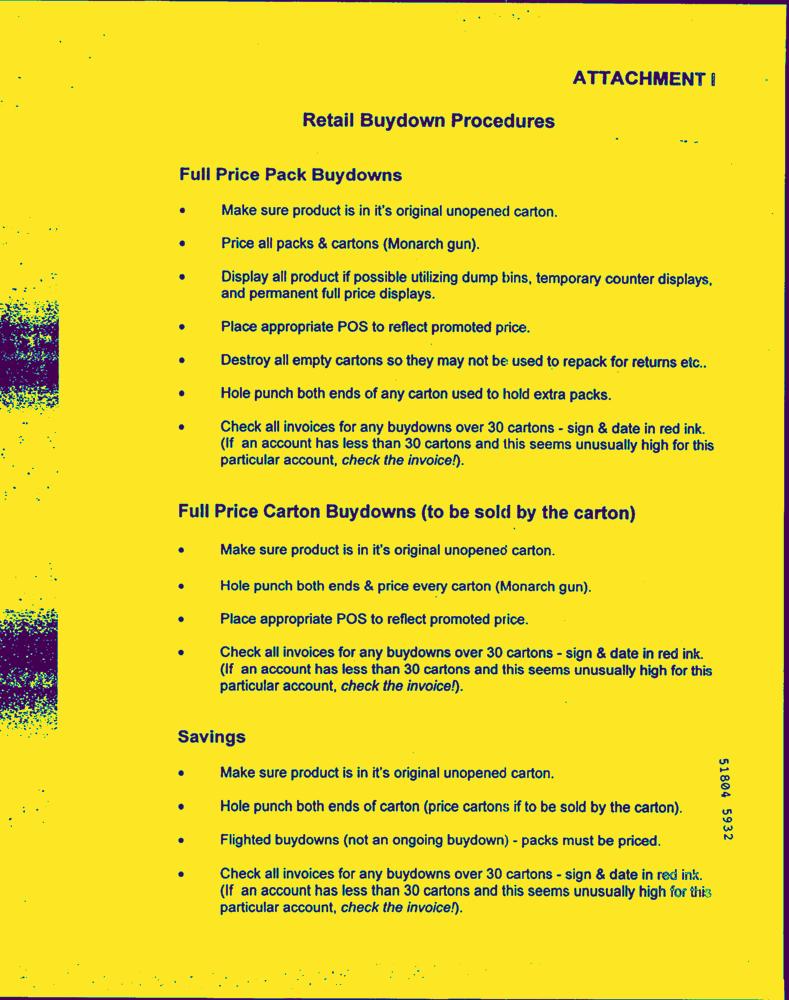 ATTACHMENT I
Retail Buydown Procedures
Full Price Pack Buydowns
• Make sure product is in it's original unopened carton.
• Price all packs & cartons (Monarch gun).
• Display all product if possible utilizing dump bins, temporary counter displays,
and permanent full price displays.
• Place appropriate POS to reflect promoted price.
• Destroy all empty cartons so they may not be used to repack for returns etc..
• Hole punch both ends of any carton used to hold extra packs.
• Check all invoices for any buydowns over 30 cartons - sign & date in red ink.
(If an account has less than 30 cartons and this seems unusually high for this
particular account, check the invoice!).
Full Price Carton Buydowns (to be sold by the carton)
• Make sure product is in it's original unopened carton.
• Hole punch both ends & price every carton (Monarch gun).
• Place appropriate POS to reflect promoted price.
• Check all invoices for any buydowns over 30 cartons - sign & date in red ink.
(If an account has less than 30 cartons and this seems unusually high for this
particular account, check the invoice!).
Savings
• Make sure product is in it's original unopened carton.
• Hole punch both ends of carton (price cartons if to be sold by the carton).
• Flighted buydowns (not an ongoing buydown) - packs must be priced.
• Check all invoices for any buydowns over 30 cartons - sign & date in red ink.
(If an account has less than 30 cartons and this seems unusually high for this
particular account, check the invoice!).
51804 5932